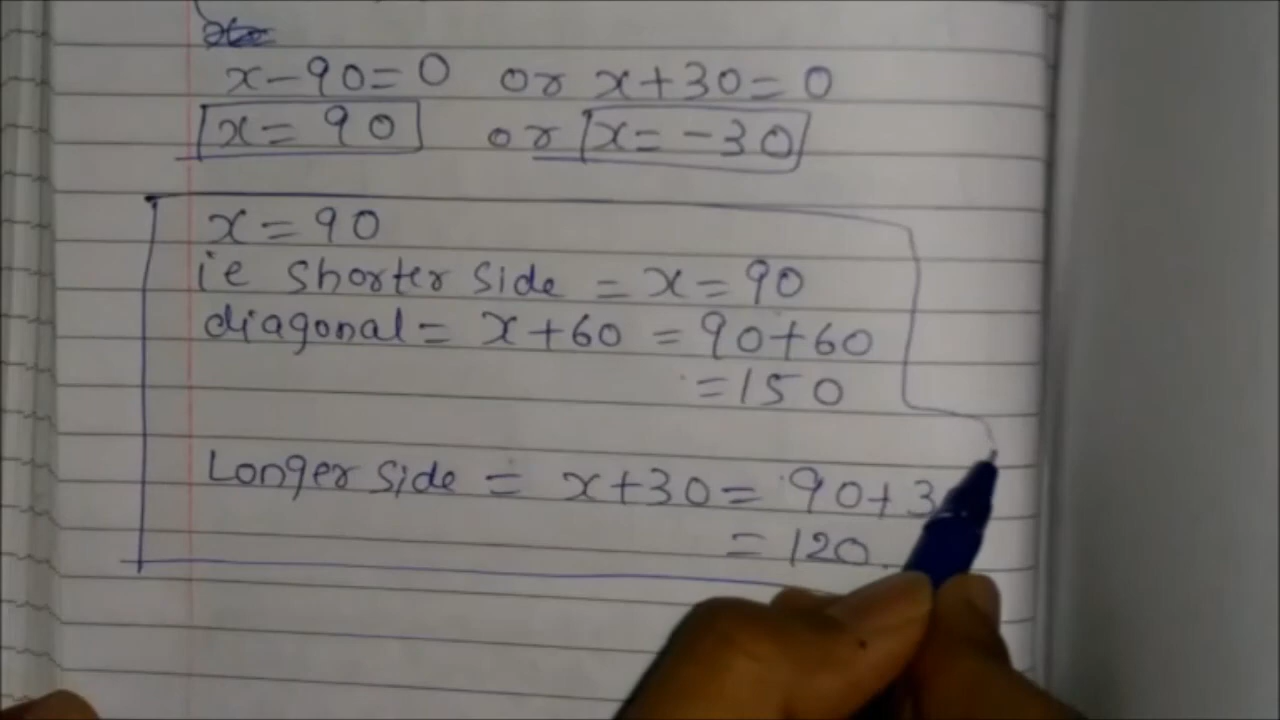 x-90=0 or x+30=0
x=90 or x=-30
x=90
ie shorter side = x=90
diagonal = x+60 = 90+60
=150
Longer side = x+30= 90+3
= 120